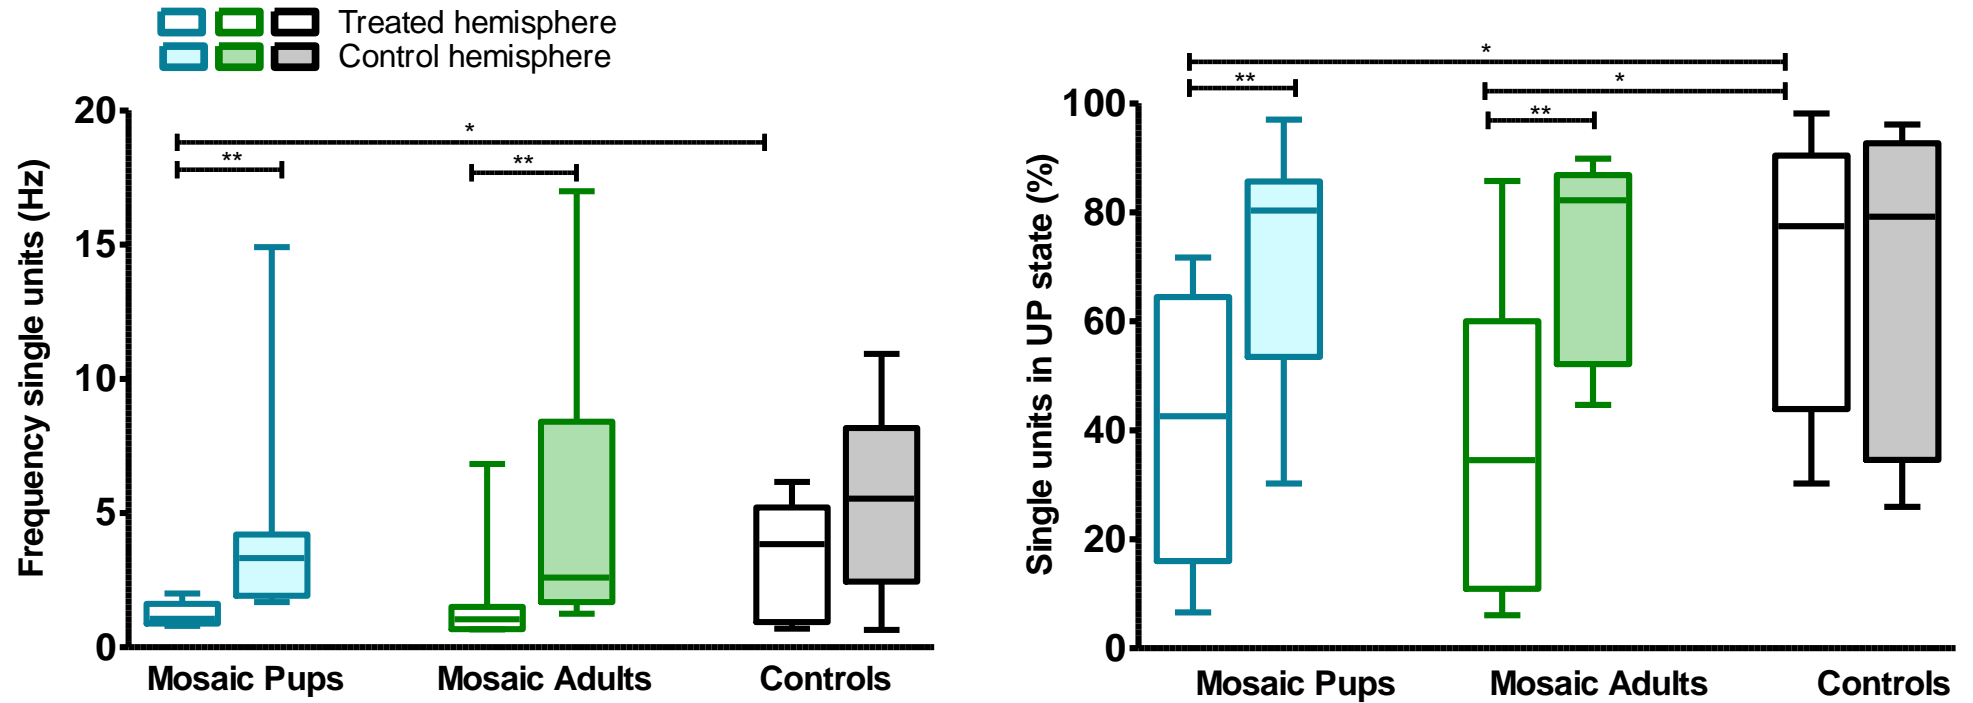 Treated hemisphere
Control hemisphere
Frequency single units (Hz)
20
15
10
5
0
*
**
**
Mosaic Pups
Mosaic Adults
Controls
Single units in UP state (%)
100
80
60
40
20
0
*
**
*
**
Mosaic Pups
Mosaic Adults
Controls